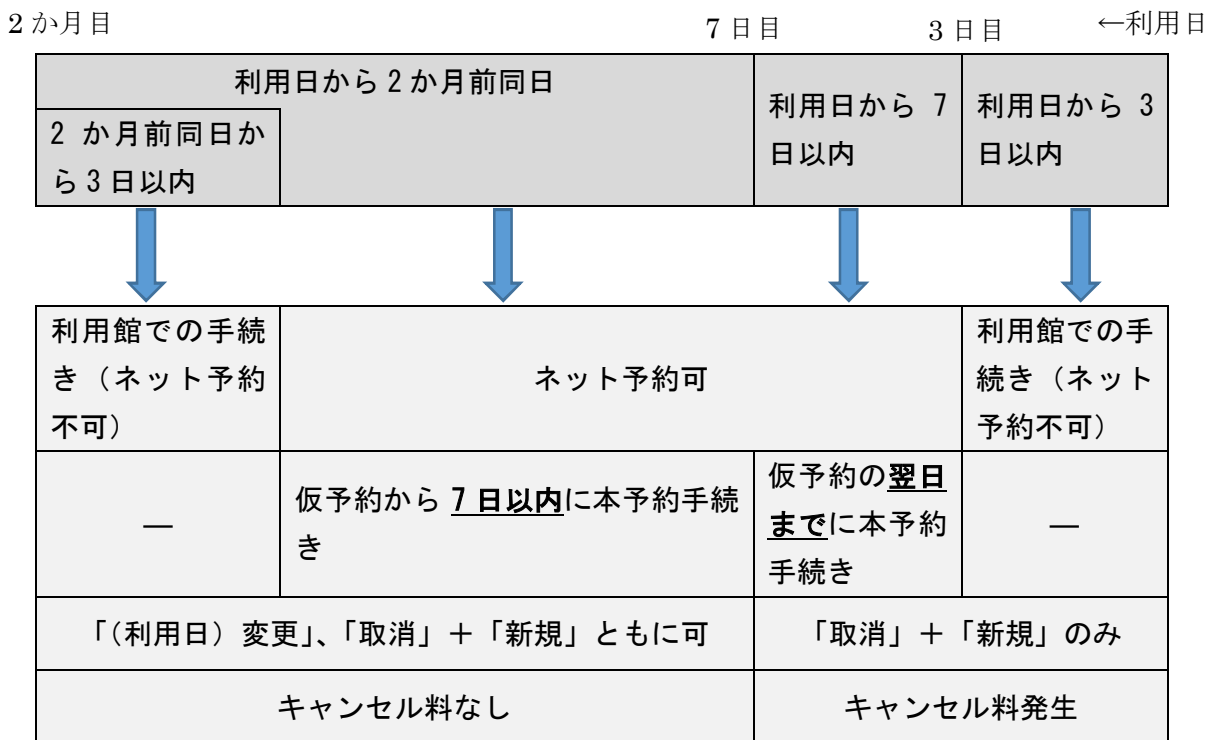 2か月目
7日目
3日目
←利用日
利用日から2か月前同日
2 か月前同日か
ら3日以内
利用日から 7
日以内
利用日から 3
日以内
利用館での手続
き（ネット予約
不可）
ネット予約可
利用館での手
続き（ネット
予約不可）
―
仮予約から 7日以内に本予約手続
き
仮予約の翌日
までに本予約
手続き
―
「（利用日）変更」、「取消」＋「新規」ともに可
「取消」＋「新規」のみ
キャンセル料なし
キャンセル料発生